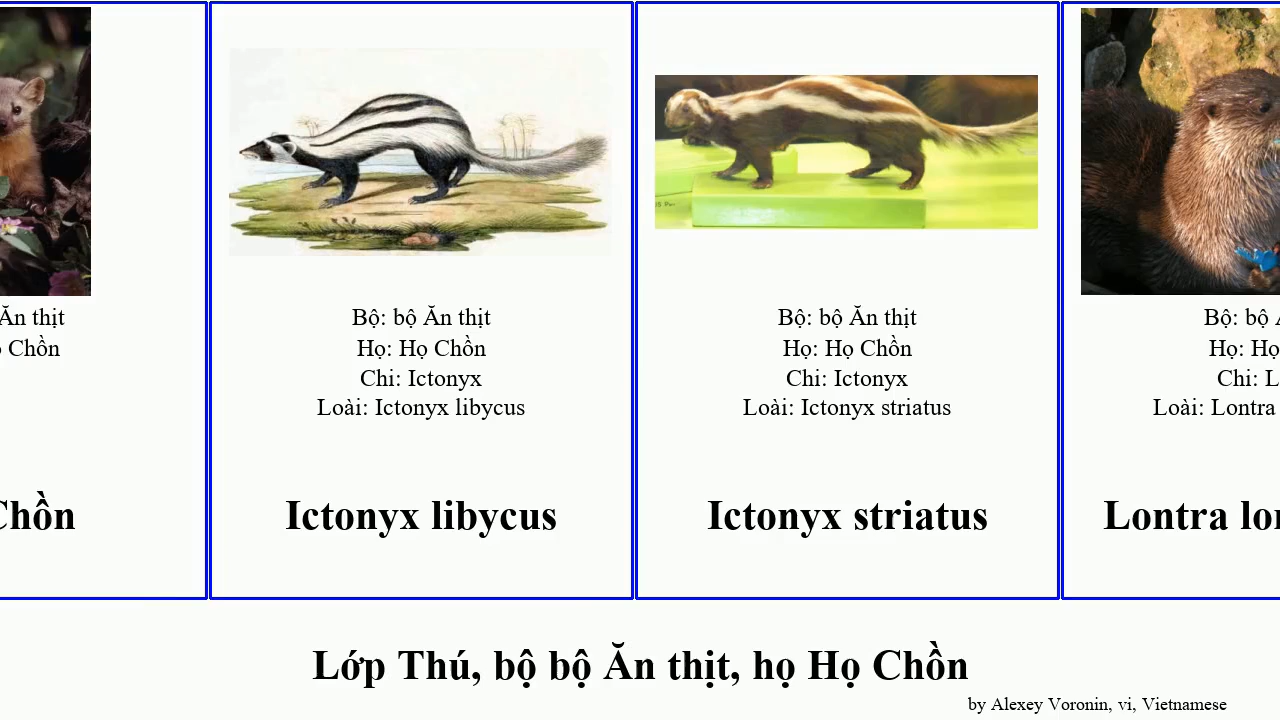 Ăn thịt
Chồn
Chồn
Bộ: bộ Ăn thịt
Họ: Họ Chồn
Chi: Ictonyx
Loài: Ictonyx libycus
Ictonyx libycus
Bộ: bộ Ăn thịt
Họ: Họ Chồn
Chi: Ictonyx
Loài: Ictonyx striatus
Ictonyx striatus
Bộ: bộ
Họ: Họ
Chi: L
Loài: Lontra
Lontra lon
Lớp Thú, bộ bộ Ăn thịt, họ Họ Chồn
by Alexey Voronin, vi, Vietnamese